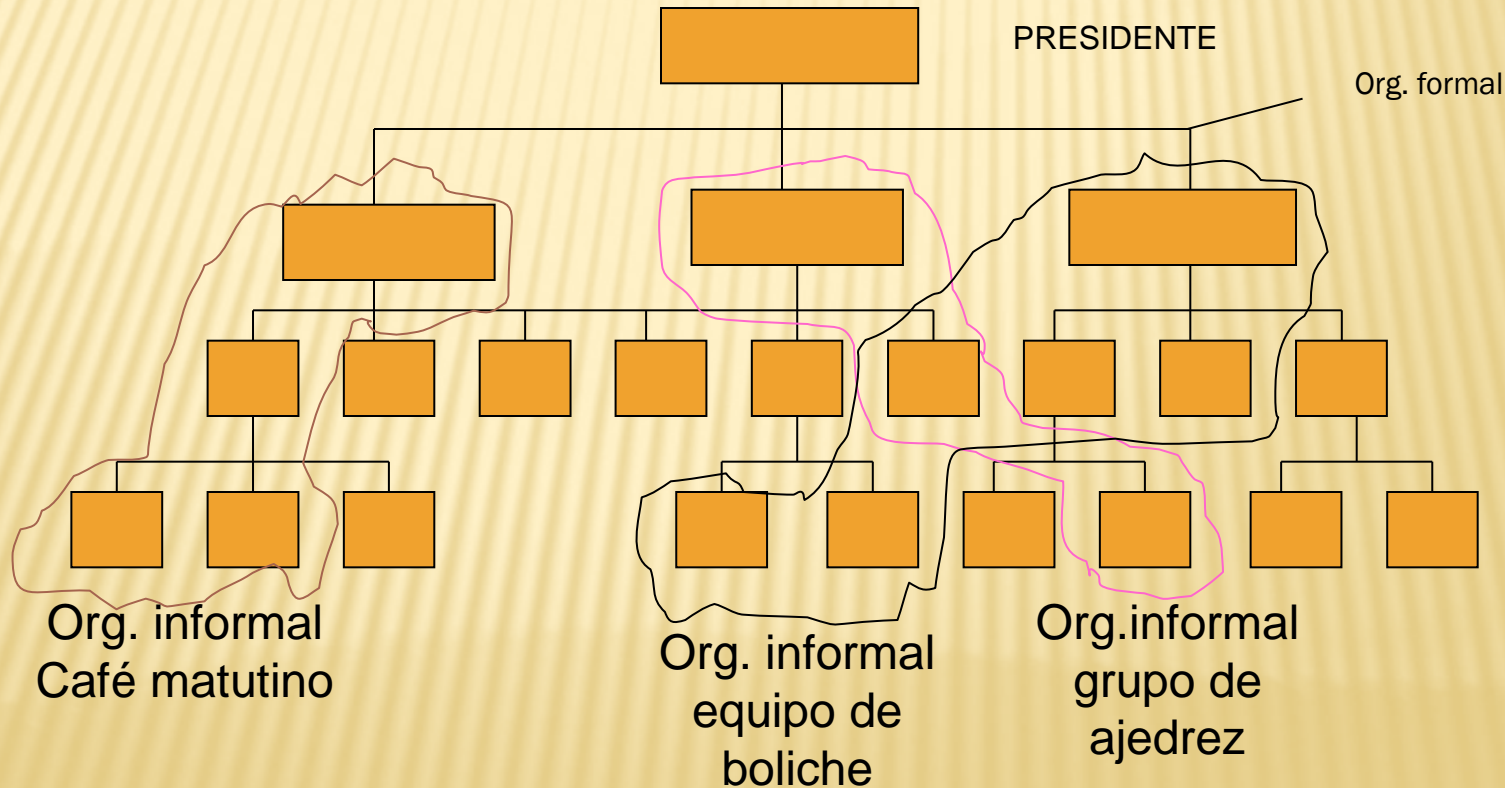 PRESIDENTE
Org. formal
Org. informal
Café matutino
Org. informal
equipo de
boliche
Org.informal
grupo de
ajedrez